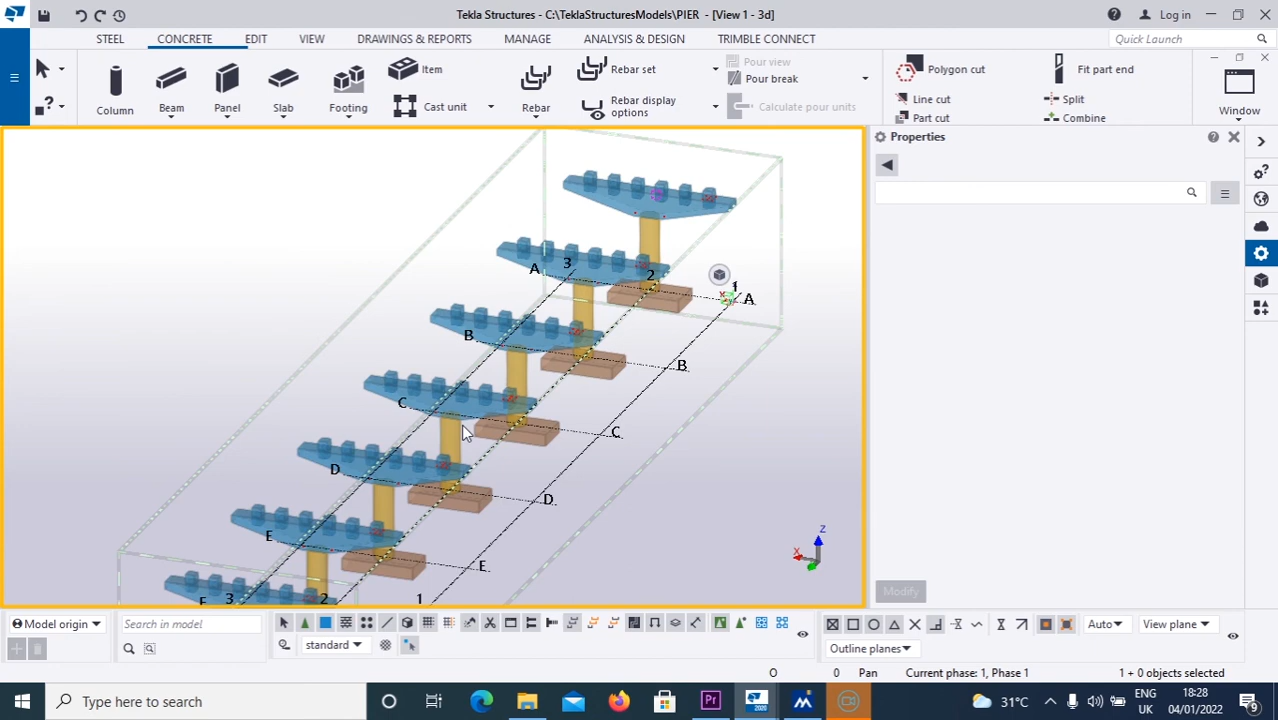 Tekla Structures - C:\TeklaStructuresModels\PIER - [View 1 - 3d]
Log in
STEEL
CONCRETE
EDIT
VIEW
DRAWINGS & REPORTS
MANAGE
ANALYSIS & DESIGN
TRIMBLE CONNECT
Quick Launch
Column
Beam
Panel
Slab
Footing
Item
Cast unit
Rebar
Rebar set
Rebar display
options
Pour view
Pour break
Calculate pour units
Polygon cut
Line cut
Part cut
Fit part end
Split
Combine
Window
Properties
A
3
2
1
A
B
B
C
C
D
D
E
E
F
3
2
1
Z
X
Modify
Model origin
Search in model
standard
Auto
View plane
Outline planes
O
0
Pan
Current phase: 1, Phase 1
1 + 0 objects selected
Type here to search
Pr
2020
31°C
ENG
UK
18:28
04/01/2022
9